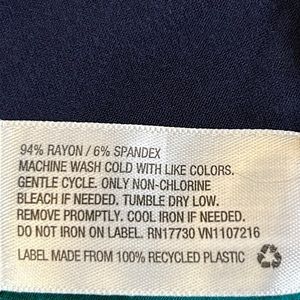 94% RAYON / 6% SPANDEX
MACHINE WASH COLD WITH LIKE COLORS.
GENTLE CYCLE. ONLY NON-CHLORINE
BLEACH IF NEEDED. TUMBLE DRY LOW.
REMOVE PROMPTLY. COOL IRON IF NEEDED.
DO NOT IRON ON LABEL. RN17730 VN1107216
LABEL MADE FROM 100% RECYCLED PLASTIC